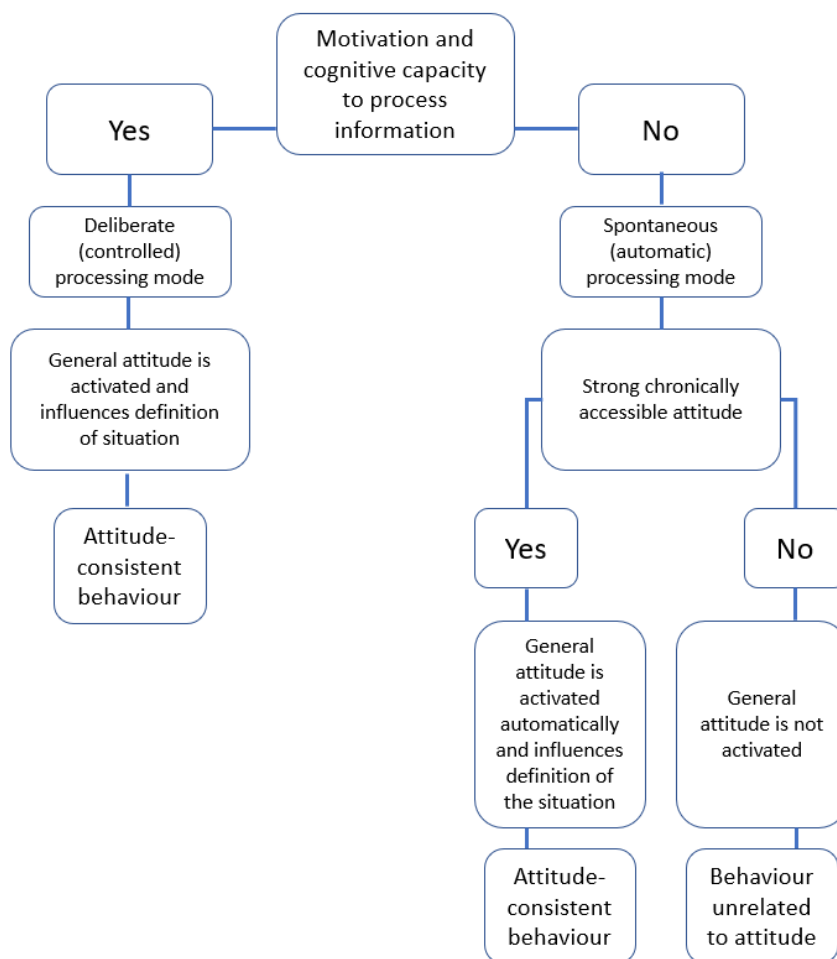 Motivation and
cognitive capacity
to process
information
Yes
No
Deliberate
(controlled)
processing mode
Spontaneous
(automatic)
processing mode
General attitude is
activated and
influences definition
of situation
Strong chronically
accessible attitude
Attitude-
consistent
behaviour
Yes
No
General
attitude is
activated
automatically
and influences
definition of
the situation
General
attitude is not
activated
Attitude-
consistent
behaviour
Behaviour
unrelated
to attitude